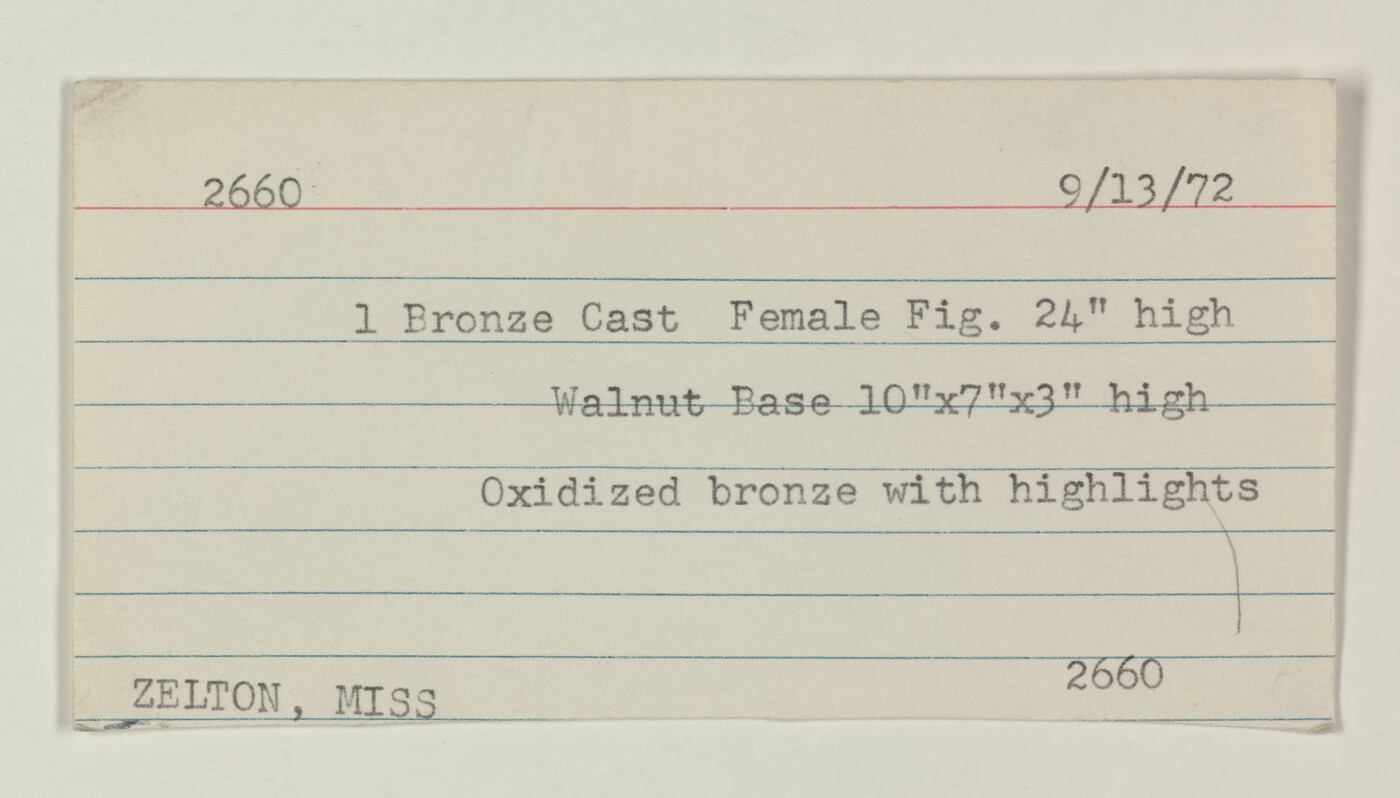 2660 9/13/72
1 Bronze Cast Female Fig. 24" high
Walnut Base 10"x7"x3" high
Oxidized bronze with highlights
2660
ZELTON, MISS